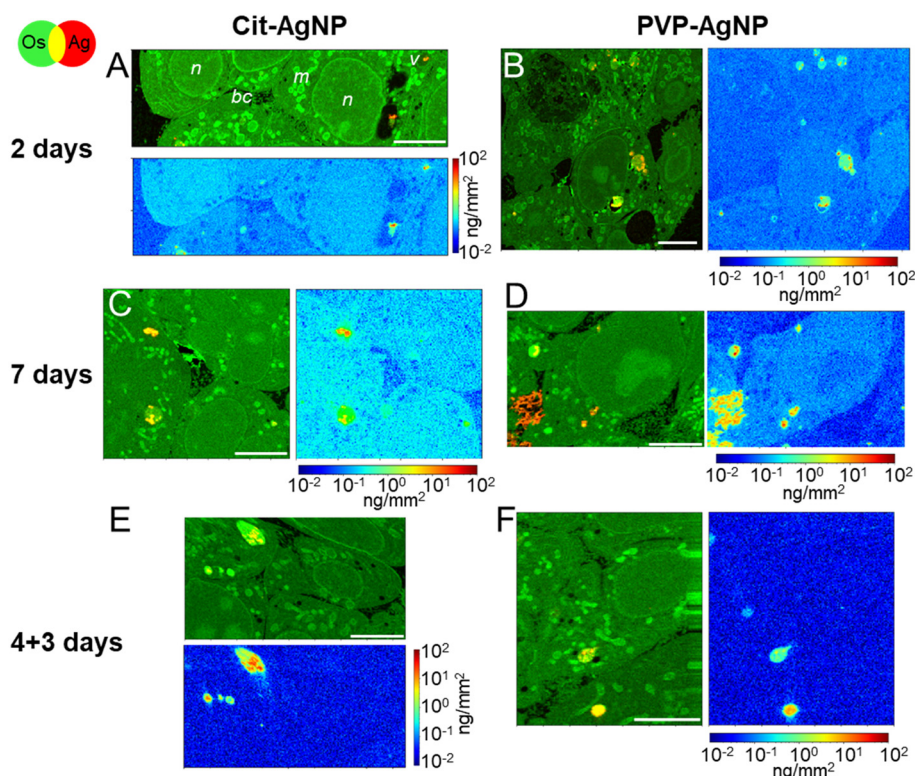 Cit-AgNP PVP-AgNP
Os Ag
A
n
m
v
bc
n
B
2 days
10² 10⁻² ng/mm²
10⁻² 10⁻¹ 10⁰ 10¹ 10²
ng/mm²
C
D
7 days
10⁻² 10⁻¹ 10⁰ 10¹ 10²
ng/mm²
10⁻² 10⁻¹ 10⁰ 10¹ 10²
ng/mm²
E
F
4+3 days
10²
10¹
10⁰
10⁻¹
10⁻²
ng/mm²
10⁻² 10⁻¹ 10⁰ 10¹ 10²
ng/mm²